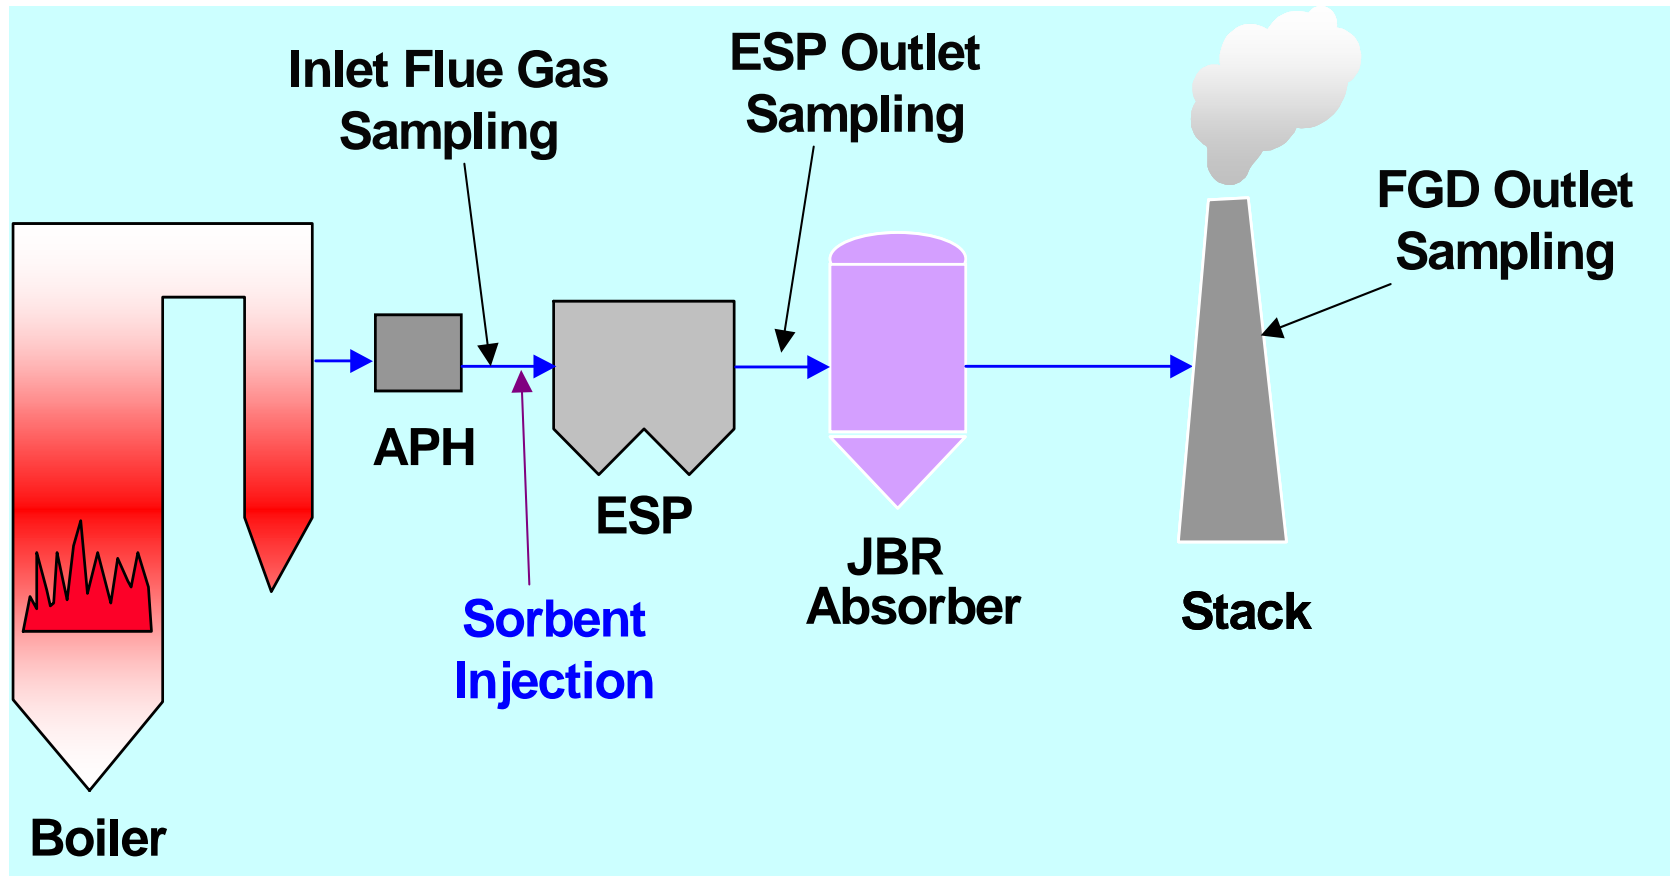 Inlet Flue Gas
Sampling
ESP Outlet
Sampling
FGD Outlet
Sampling
APH
ESP
JBR
Absorber
Stack
Sorbent
Injection
Boiler